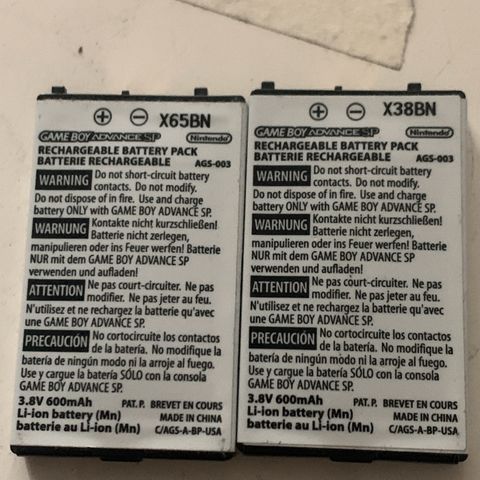 ⊕ ⊖ X65BN
GAME BOY ADVANCE SP Nintendo
RECHARGEABLE BATTERY PACK
BATTERIE RECHARGEABLE AGS-003
WARNING Do not short-circuit battery
contacts. Do not modify.
Do not dispose of in fire. Use and charge
battery ONLY with GAME BOY ADVANCE SP.
WARNUNG Kontakte nicht kurzschließen!
Batterie nicht zerlegen,
manipulieren oder ins Feuer werfen! Batterie
NUR mit dem GAME BOY ADVANCE SP
verwenden und aufladen!
ATTENTION Ne pas court-circuiter. Ne pas
modifier. Ne pas jeter au feu.
N'utilisez et ne rechargez la batterie qu'avec
une GAME BOY ADVANCE SP.
PRECAUCIÓN No cortocircuite los contactos
de la batería. No modifique la
batería de ningún modo ni la arroje al fuego.
Use y cargue la batería SÓLO con la consola
GAME BOY ADVANCE SP.
3.8V 600mAh PAT. P. BREVET EN COURS
Li-ion battery (Mn) MADE IN CHINA
batterie au Li-ion (Mn) C/AGS-A-BP-USA
⊕ ⊖ X38BN
GAME BOY ADVANCE SP Nintendo
RECHARGEABLE BATTERY PACK
BATTERIE RECHARGEABLE AGS-003
WARNING Do not short-circuit battery
contacts. Do not modify.
Do not dispose of in fire. Use and charge
battery ONLY with GAME BOY ADVANCE SP.
WARNUNG Kontakte nicht kurzschließen!
Batterie nicht zerlegen,
manipulieren oder ins Feuer werfen! Batterie
NUR mit dem GAME BOY ADVANCE SP
verwenden und aufladen!
ATTENTION Ne pas court-circuiter. Ne pas
modifier. Ne pas jeter au feu.
N'utilisez et ne rechargez la batterie qu'avec
une GAME BOY ADVANCE SP.
PRECAUCIÓN No cortocircuite los contactos
de la batería. No modifique la
batería de ningún modo ni la arroje al fuego.
Use y cargue la batería SÓLO con la consola
GAME BOY ADVANCE SP.
3.8V 600mAh PAT. P. BREVET EN COURS
Li-ion battery (Mn) MADE IN CHINA
batterie au Li-ion (Mn) C/AGS-A-BP-USA